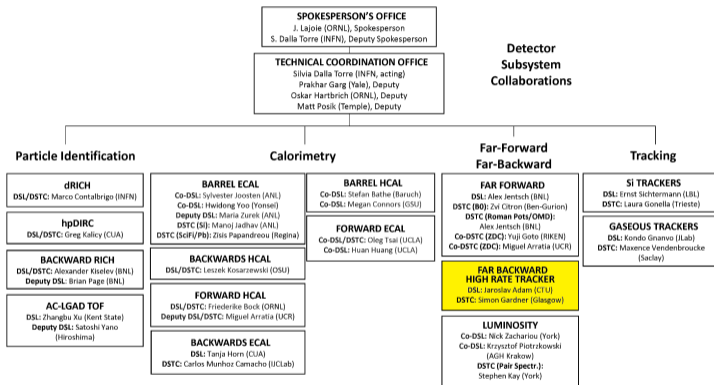 SPOKESPERSON'S OFFICE
J. Lajoie (ORNL), Spokesperson
S. Dalla Torre (INFN), Deputy Spokesperson
TECHNICAL COORDINATION OFFICE
Silvia Dalla Torre (INFN, acting)
Prakhar Garg (Yale), Deputy
Oskar Hartbrich (ORNL), Deputy
Matt Posik (Temple), Deputy
Detector
Subsystem
Collaborations
Particle Identification
dRICH
DSL/DSTC: Marco Contalbrigo (INFN)
hpDIRC
DSL/DSTC: Greg Kalicy (CUA)
BACKWARD RICH
DSL/DSTC: Alexander Kiselev (BNL)
Deputy DSL: Brian Page (BNL)
AC-LGAD TOF
DSL: Zhangbu Xu (Kent State)
Deputy DSL: Satoshi Yano
(Hiroshima)
Calorimetry
BARREL ECAL
Co-DSL: Sylvester Joosten (ANL)
Co-DSL: Hwidong Yoo (Yonsei)
Deputy DSL: Maria Zurek (ANL)
DSTC (Si): Manoj Jadhav (ANL)
DSTC (SciFi/Pb): Zisis Papandreou (Regina)
BACKWARDS HCAL
DSL/DSTC: Leszek Kosarzewski (OSU)
FORWARD HCAL
DSL/DSTC: Friederike Bock (ORNL)
Deputy DSL/DSTC: Miguel Arratia (UCR)
BACKWARDS ECAL
DSL: Tanja Horn (CUA)
DSTC: Carlos Munhoz Camacho (IJCLab)
BARREL HCAL
Co-DSL: Stefan Bathe (Baruch)
Co-DSL: Megan Connors (GSU)
FORWARD ECAL
Co-DSL/DSTC: Oleg Tsai (UCLA)
Co-DSL: Huan Huang (UCLA)
Far-Forward
Far-Backward
FAR FORWARD
DSL: Alex Jentsch (BNL)
DSTC (B0): Zvi Citron (Ben-Gurion)
DSTC (Roman Pots/OMD):
Alex Jentsch (BNL)
Co-DSTC (ZDC): Yuji Goto (RIKEN)
Co-DSTC (ZDC): Miguel Arratia (UCR)
FAR BACKWARD
HIGH RATE TRACKER
DSL: Jaroslav Adam (CTU)
DSTC: Simon Gardner (Glasgow)
LUMINOSITY
Co-DSL: Nick Zachariou (York)
Co-DSL: Krzysztof Piotrzkowski
(AGH Krakow)
DSTC (Pair Spectr.):
Stephen Kay (York)
Tracking
Si TRACKERS
DSL: Ernst Sichtermann (LBL)
DSTC: Laura Gonella (Trieste)
GASEOUS TRACKERS
DSL: Kondo Gnanvo (JLab)
DSTC: Maxence Vendenbroucke
(Saclay)